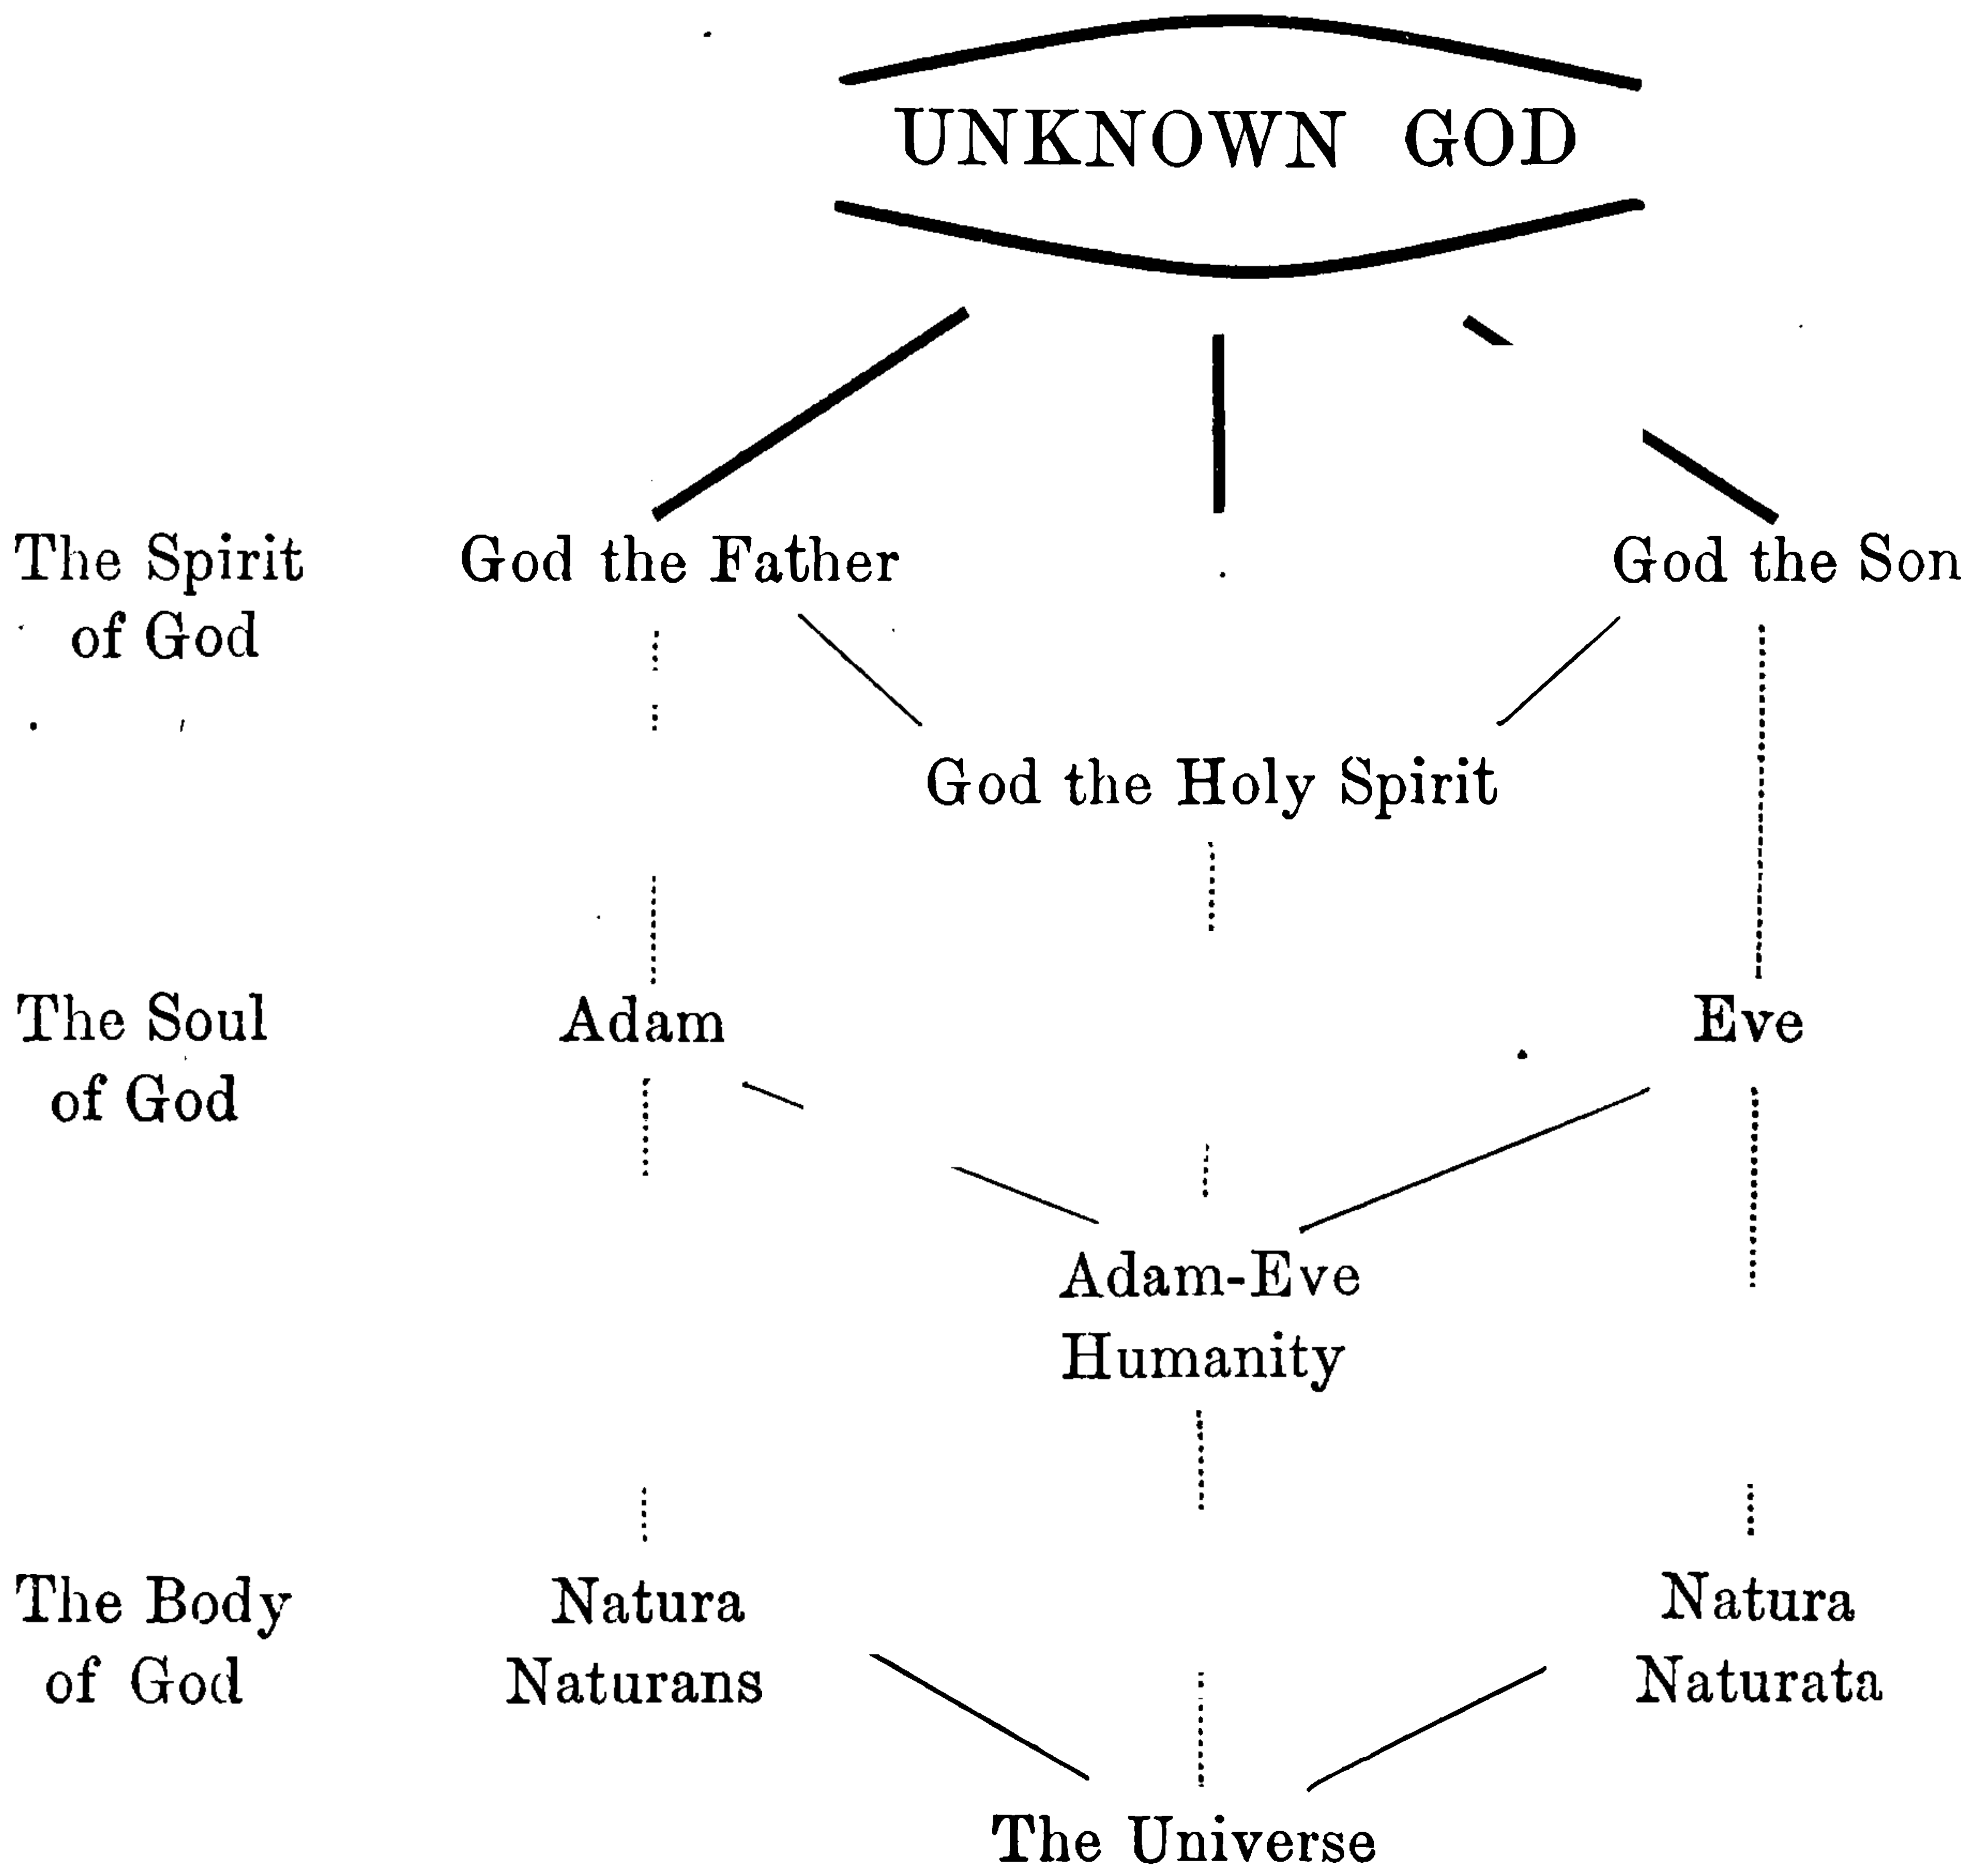 UNKNOWN GOD
The Spirit
of God
God the Father
God the Son
God the Holy Spirit
The Soul
of God
Adam
Eve
Adam-Eve
Humanity
The Body
of God
Natura
Naturans
Natura
Naturata
The Universe